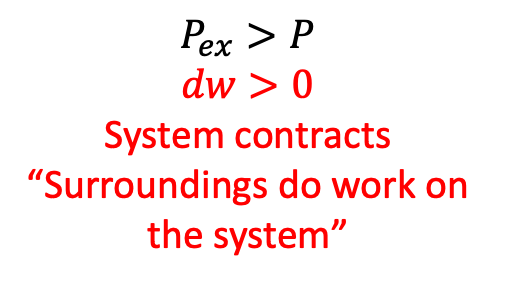 P_ex > P
dw > 0
System contracts
“Surroundings do work on
the system”